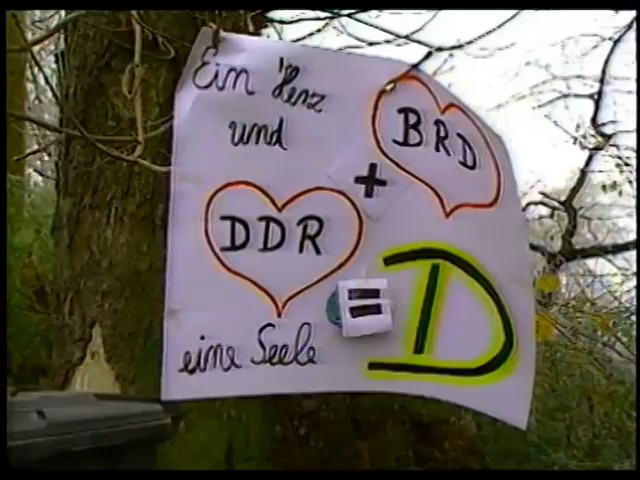 Ein Herz
und
DDR
+
BRD
=
D
eine Seele